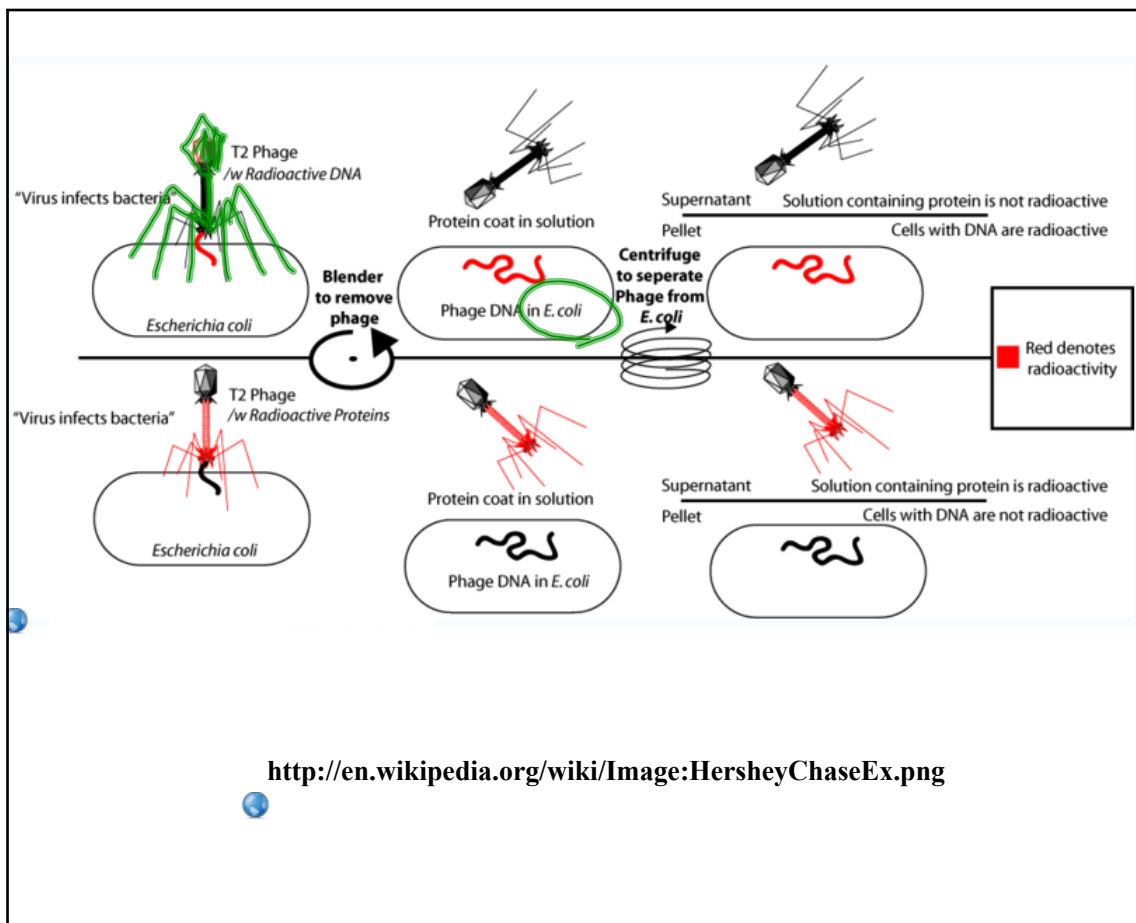 T2 Phage
/w Radioactive DNA
"Virus infects bacteria"
Escherichia coli
Blender
to remove
phage
Protein coat in solution
Phage DNA in E. coli
Centrifuge
to seperate
Phage from
E. coli
Supernatant Solution containing protein is not radioactive
Pellet Cells with DNA are radioactive
Red denotes
radioactivity
T2 Phage
/w Radioactive Proteins
"Virus infects bacteria"
Escherichia coli
Protein coat in solution
Phage DNA in E. coli
Supernatant Solution containing protein is radioactive
Pellet Cells with DNA are not radioactive
http://en.wikipedia.org/wiki/Image:HersheyChaseEx.png